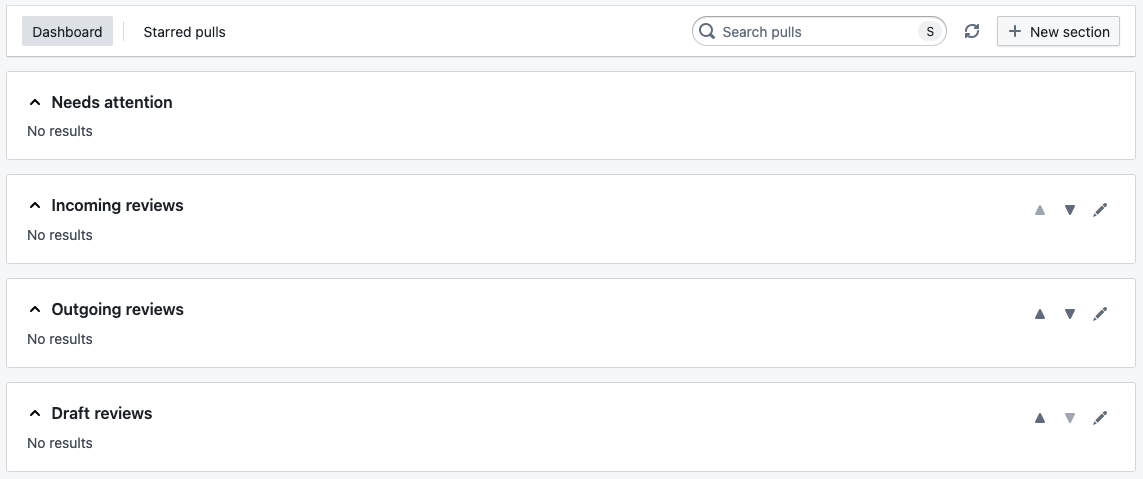 Dashboard Starred pulls Search pulls S New section
Needs attention
No results
Incoming reviews
No results
Outgoing reviews
No results
Draft reviews
No results